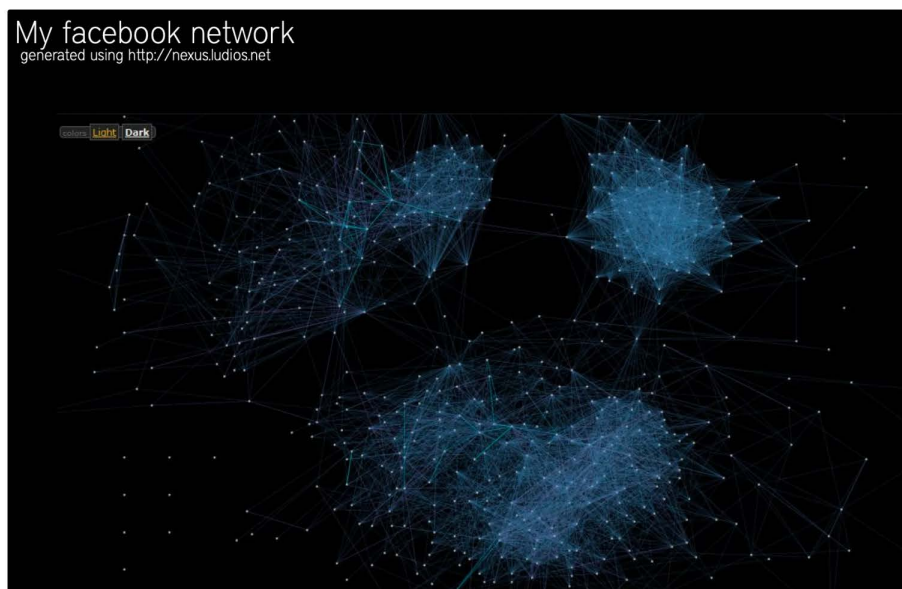 My facebook network
generated using http://nexus.ludios.net
colors Light Dark